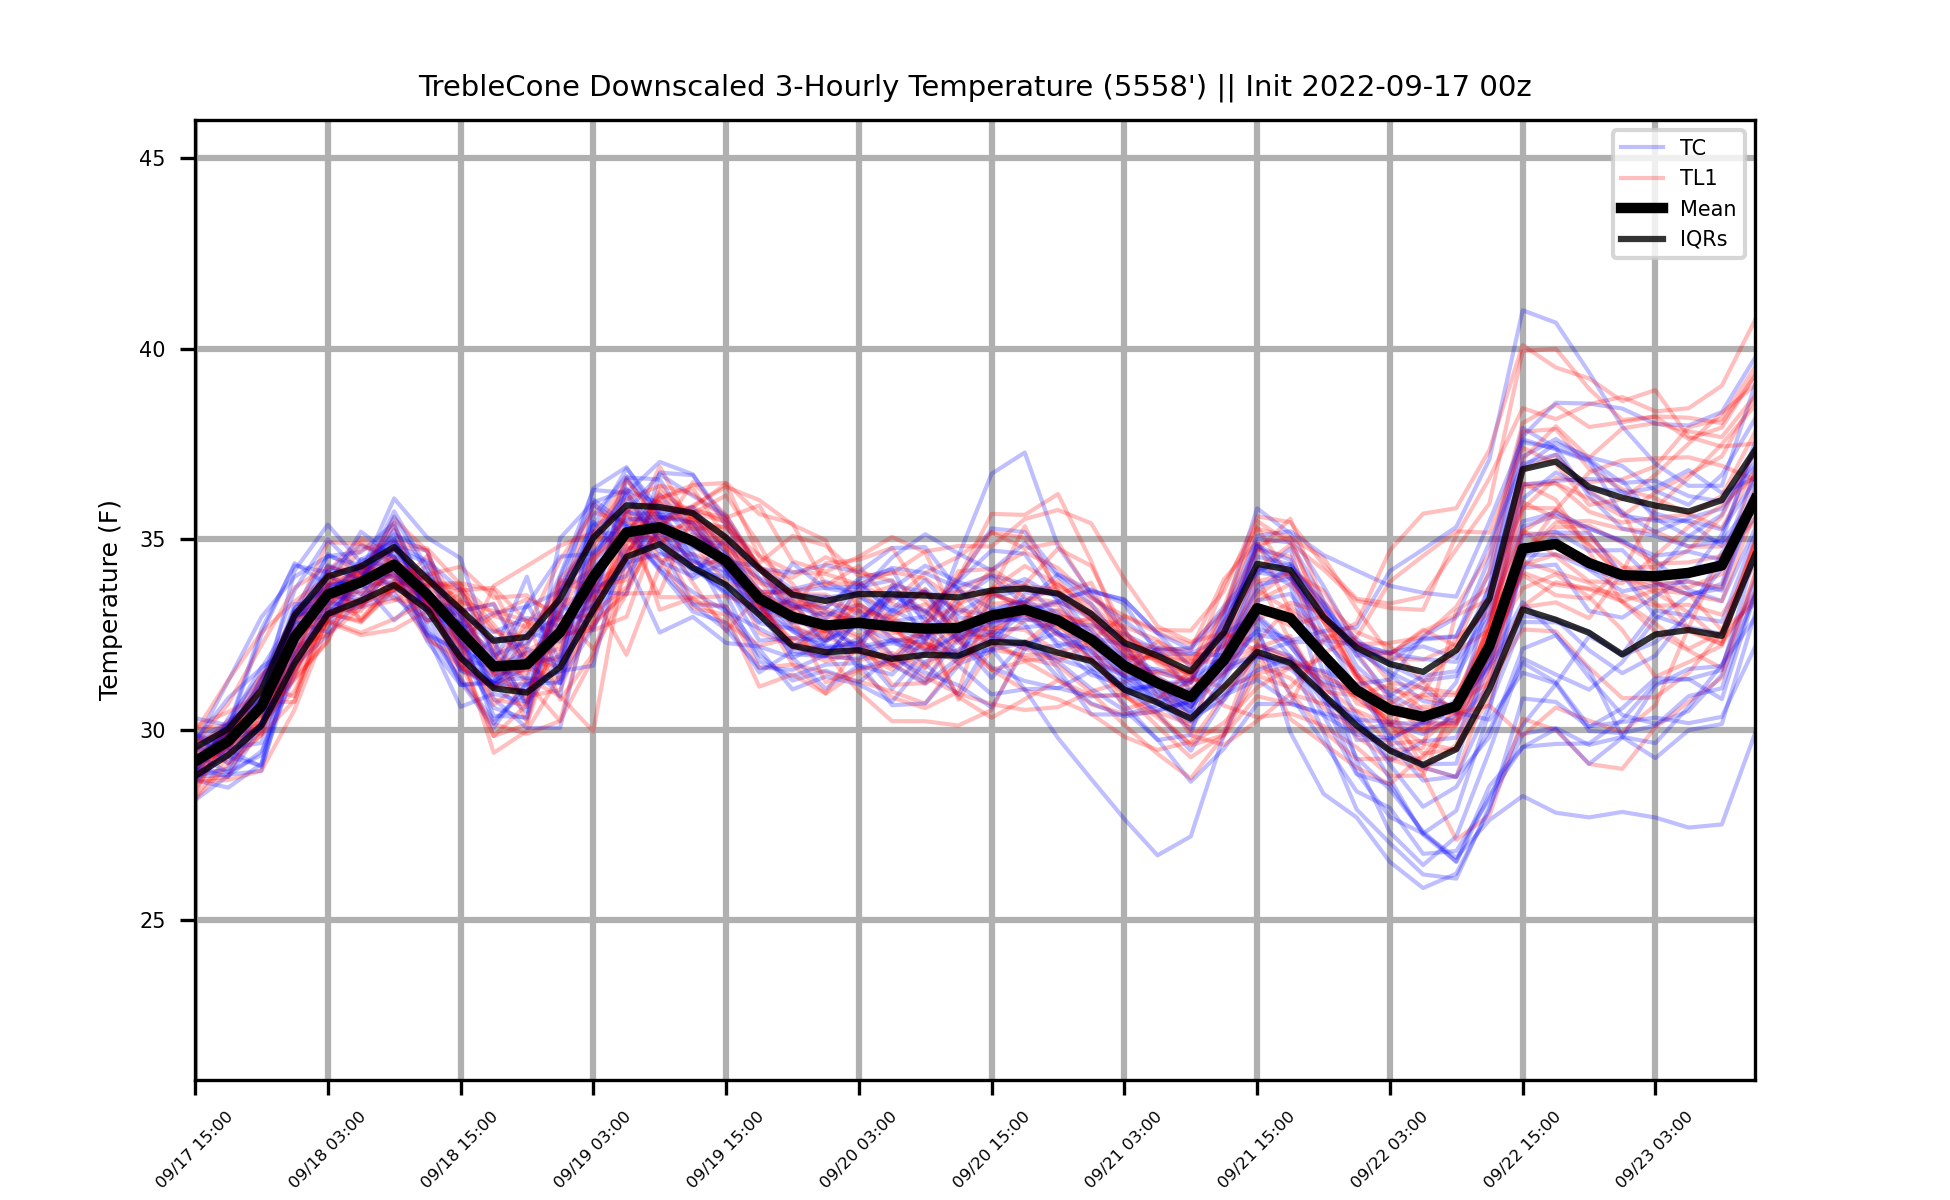 TrebleCone Downscaled 3-Hourly Temperature (5558') || Init 2022-09-17 00z
TC
TL1
Mean
IQRs
Temperature (F)
45
40
35
30
25
09/17 15:00
09/18 03:00
09/18 15:00
09/19 03:00
09/19 15:00
09/20 03:00
09/20 15:00
09/21 03:00
09/21 15:00
09/22 03:00
09/22 15:00
09/23 03:00